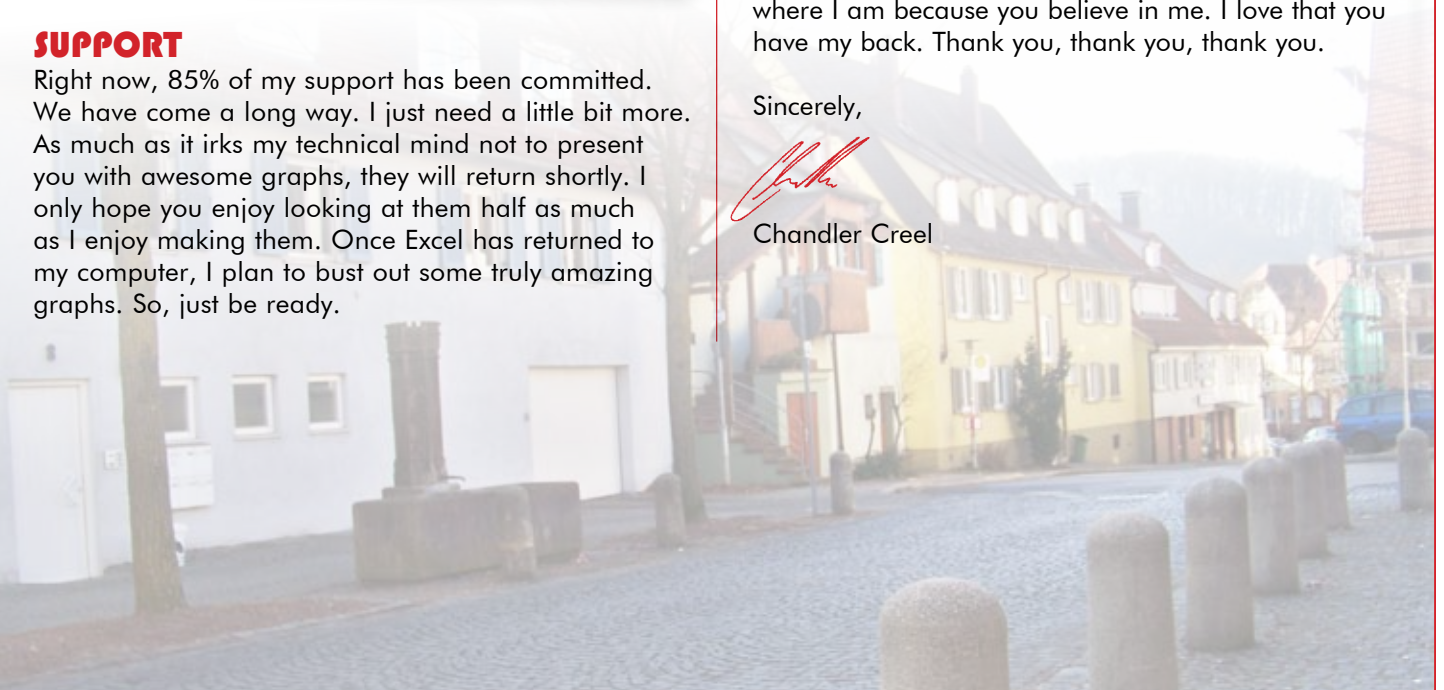 SUPPORT
Right now, 85% of my support has been committed.
We have come a long way. I just need a little bit more.
As much as it irks my technical mind not to present
you with awesome graphs, they will return shortly. I
only hope you enjoy looking at them half as much
as I enjoy making them. Once Excel has returned to
my computer, I plan to bust out some truly amazing
graphs. So, just be ready.
where I am because you believe in me. I love that you
have my back. Thank you, thank you, thank you.
Sincerely,
Chandler Creel